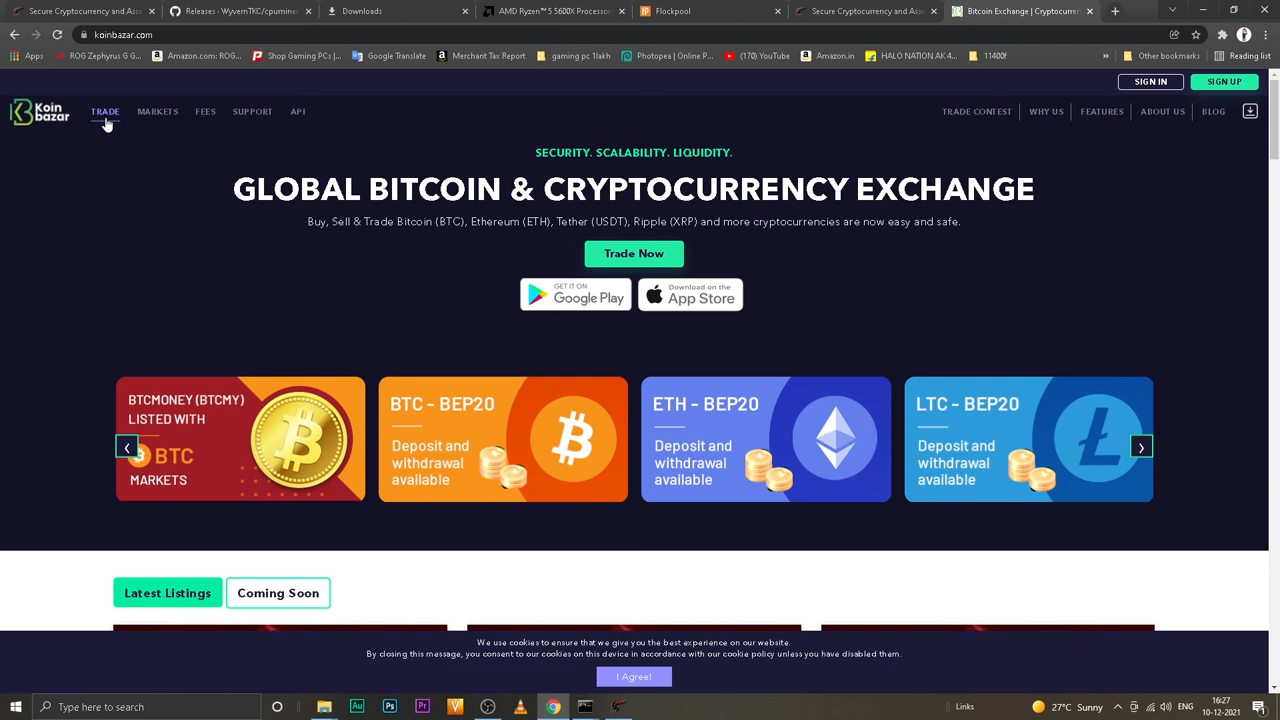 Secure Cryptocurrency and Asse
Releases · WyvernTKC/cpumine
Downloads
AMD Ryzen™ 5 5600X Processor
Flockpool
Secure Cryptocurrency and Asse
Bitcoin Exchange | Cryptocurre
koinbazar.com
Apps
ROG Zephyrus G G...
Amazon.com: ROG...
Shop Gaming PCs |...
Google Translate
Merchant Tax Report
gaming pc 1lakh
Photopea | Online P...
(170) YouTube
Amazon.in
HALO NATION AK 4...
11400f
Other bookmarks
Reading list
SIGN IN
SIGN UP
Koin bazar
TRADE
MARKETS
FEES
SUPPORT
API
TRADE CONTEST
WHY US
FEATURES
ABOUT US
BLOG
SECURITY. SCALABILITY. LIQUIDITY.
GLOBAL BITCOIN & CRYPTOCURRENCY EXCHANGE
Buy, Sell & Trade Bitcoin (BTC), Ethereum (ETH), Tether (USDT), Ripple (XRP) and more cryptocurrencies are now easy and safe.
Trade Now
GET IT ON
Google Play
Download on the
App Store
BTCMONEY (BTCMY)
LISTED WITH
BTC
MARKETS
BTC - BEP20
Deposit and
withdrawal
available
ETH - BEP20
Deposit and
withdrawal
available
LTC - BEP20
Deposit and
withdrawal
available
Latest Listings
Coming Soon
We use cookies to ensure that we give you the best experience on our website.
By closing this message, you consent to our cookies on this device in accordance with our cookie policy unless you have disabled them.
I Agree!
Type here to search
Links
27°C Sunny
16:27
10-12-2021